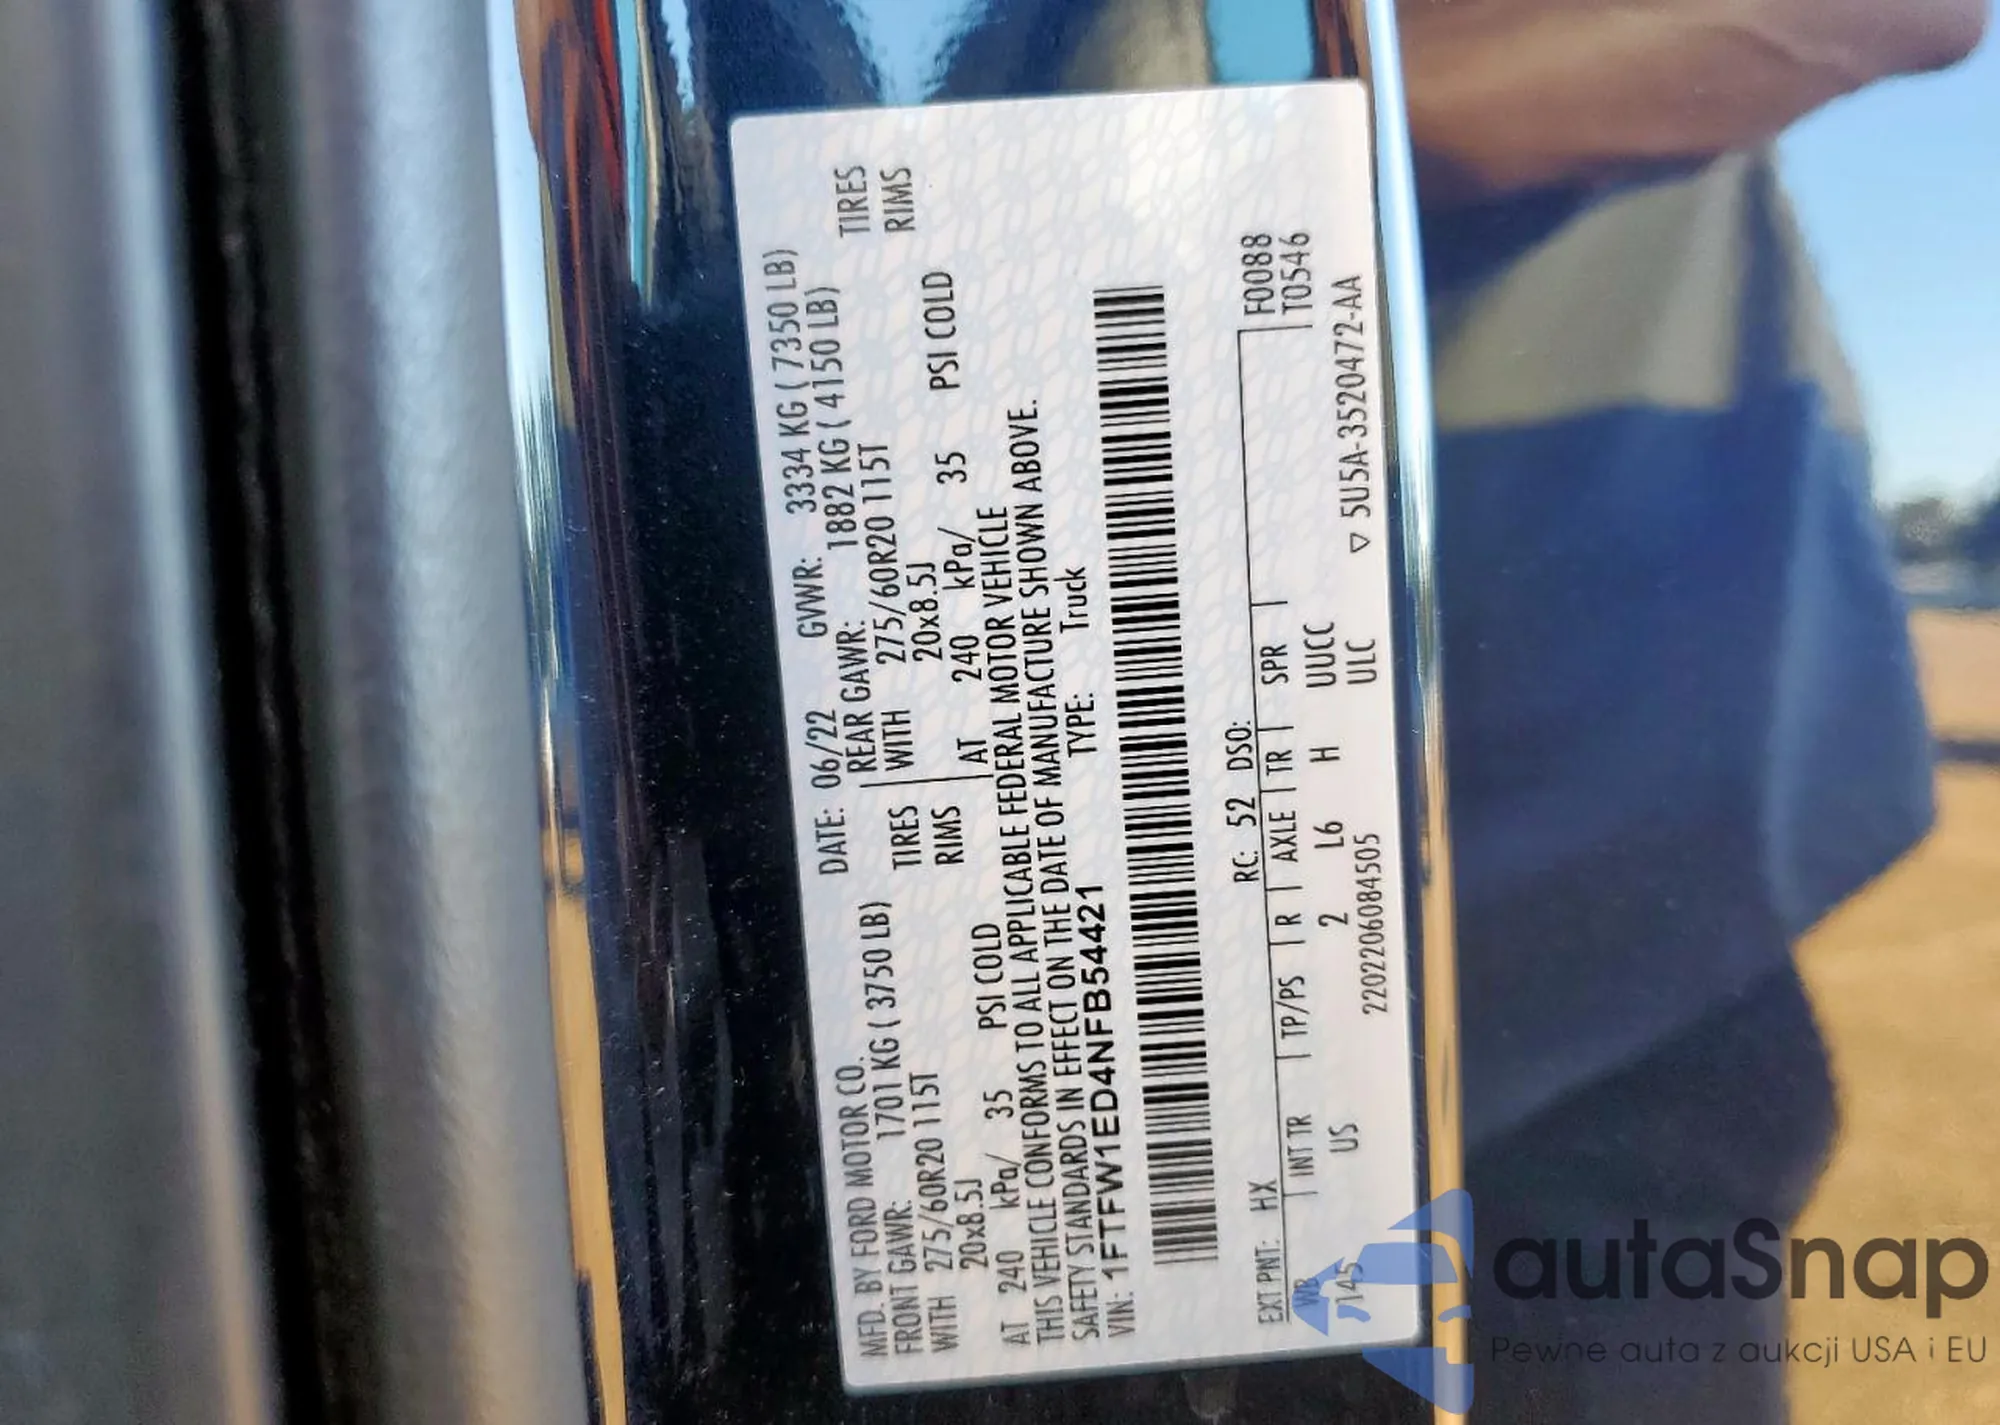 MFD. BY FORD MOTOR CO. DATE: 06/22 GVWR: 3334 KG ( 7350 LB)
FRONT GAWR: 1701 KG ( 3750 LB) REAR GAWR: 1882 KG ( 4150 LB)
WITH 275/60R20 115T TIRES WITH 275/60R20 115T TIRES
20x8.5J RIMS 20x8.5J RIMS
AT 240 kPa/ 35 PSI COLD AT 240 kPa/ 35 PSI COLD
THIS VEHICLE CONFORMS TO ALL APPLICABLE FEDERAL MOTOR VEHICLE
SAFETY STANDARDS IN EFFECT ON THE DATE OF MANUFACTURE SHOWN ABOVE.
VIN: 1FTFW1ED4NFB54421 TYPE: Truck
EXT PNT: HX RC: 52 DSO: F0088
WB INT TR TP/PS R AXLE TR SPR T0546
145 US 2 L6 H UUCC
2202206084505 ULC ▽ 5U5A-3520472-AA
autaSnap
Pewne auta z aukcji USA i EU